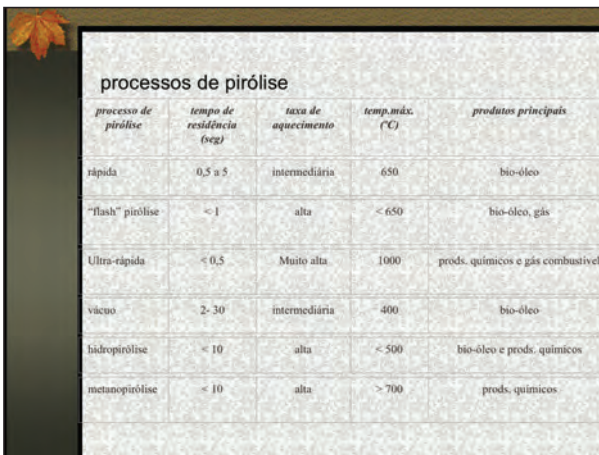 processos de pirólise
processo de pirólise tempo de residência (seg) taxa de aquecimento temp.máx. (ºC) produtos principais
rápida 0,5 a 5 intermediária 650 bio-óleo
“flash” pirólise < 1 alta < 650 bio-óleo, gás
Ultra-rápida < 0,5 Muito alta 1000 prods. químicos e gás combustível
vácuo 2- 30 intermediária 400 bio-óleo
hidropirólise < 10 alta < 500 bio-óleo e prods. químicos
metanopirólise < 10 alta > 700 prods. químicos